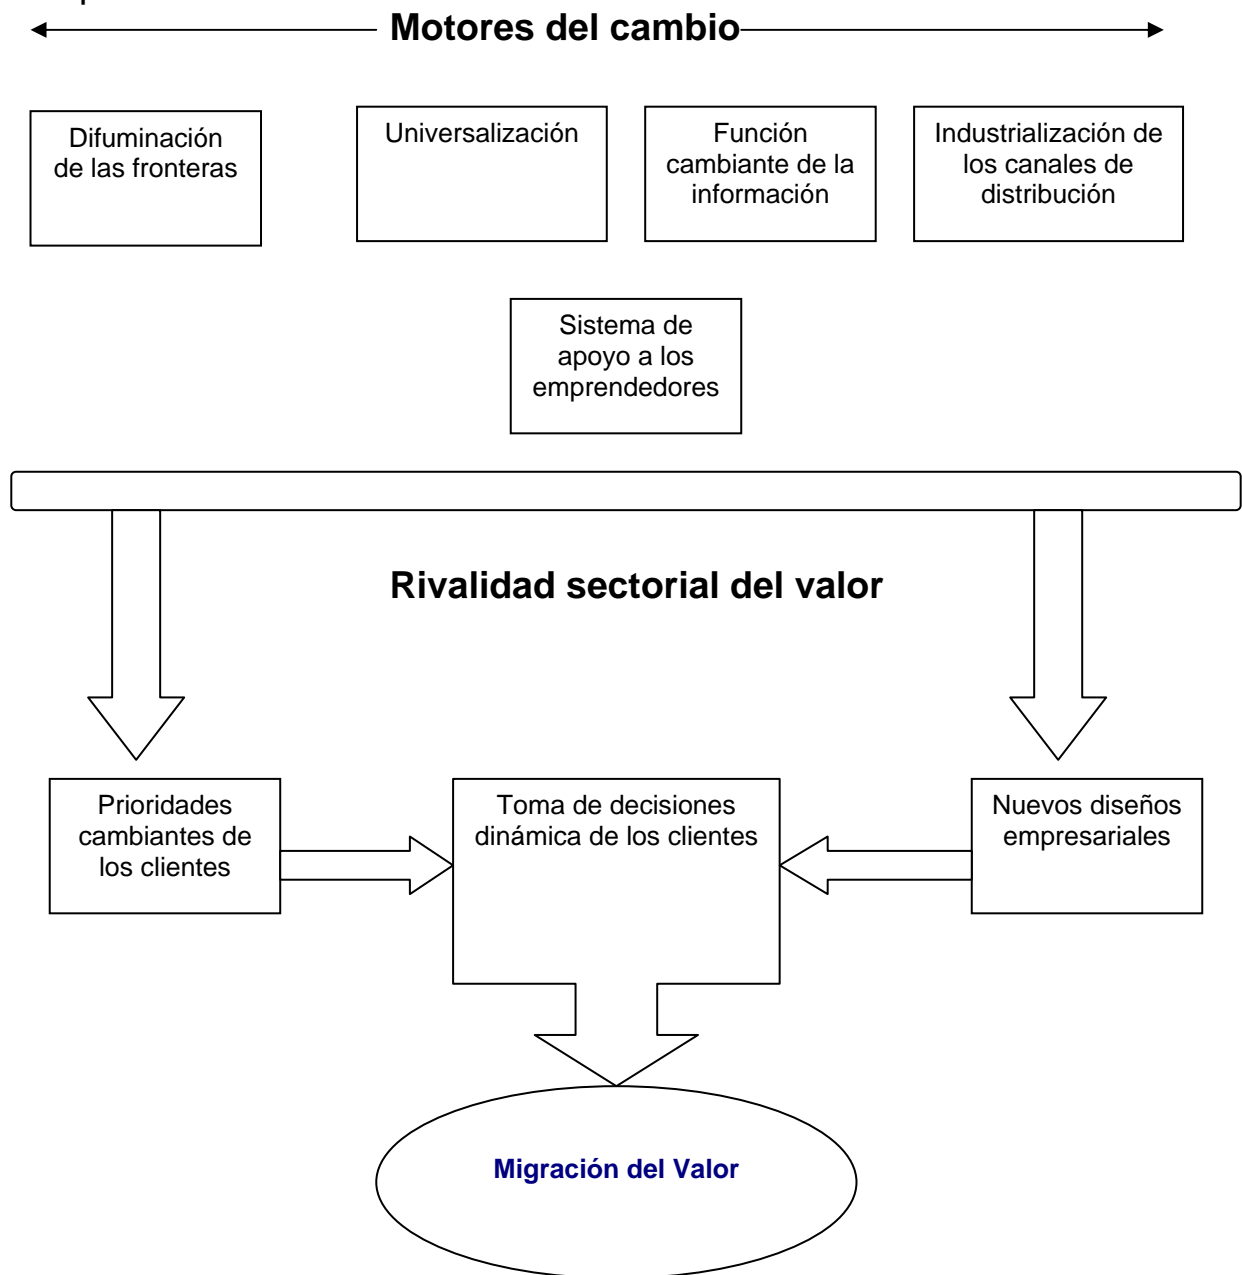 Motores del cambio
Difuminación
de las fronteras
Universalización
Función
cambiante de la
información
Industrialización de
los canales de
distribución
Sistema de
apoyo a los
emprendedores
Rivalidad sectorial del valor
Prioridades
cambiantes de
los clientes
Toma de decisiones
dinámica de los clientes
Nuevos diseños
empresariales
Migración del Valor